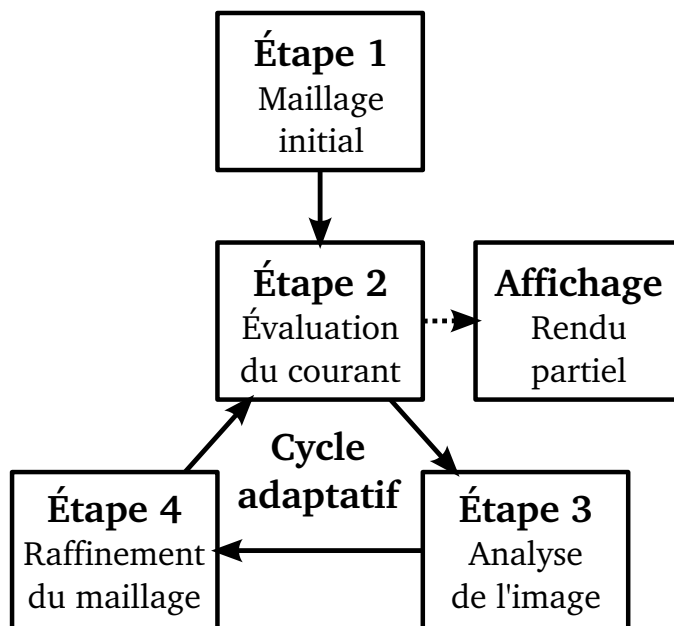 Étape 1
Maillage
initial
Étape 2
Évaluation
du courant
Affichage
Rendu
partiel
Cycle
adaptatif
Étape 4
Raffinement
du maillage
Étape 3
Analyse
de l'image